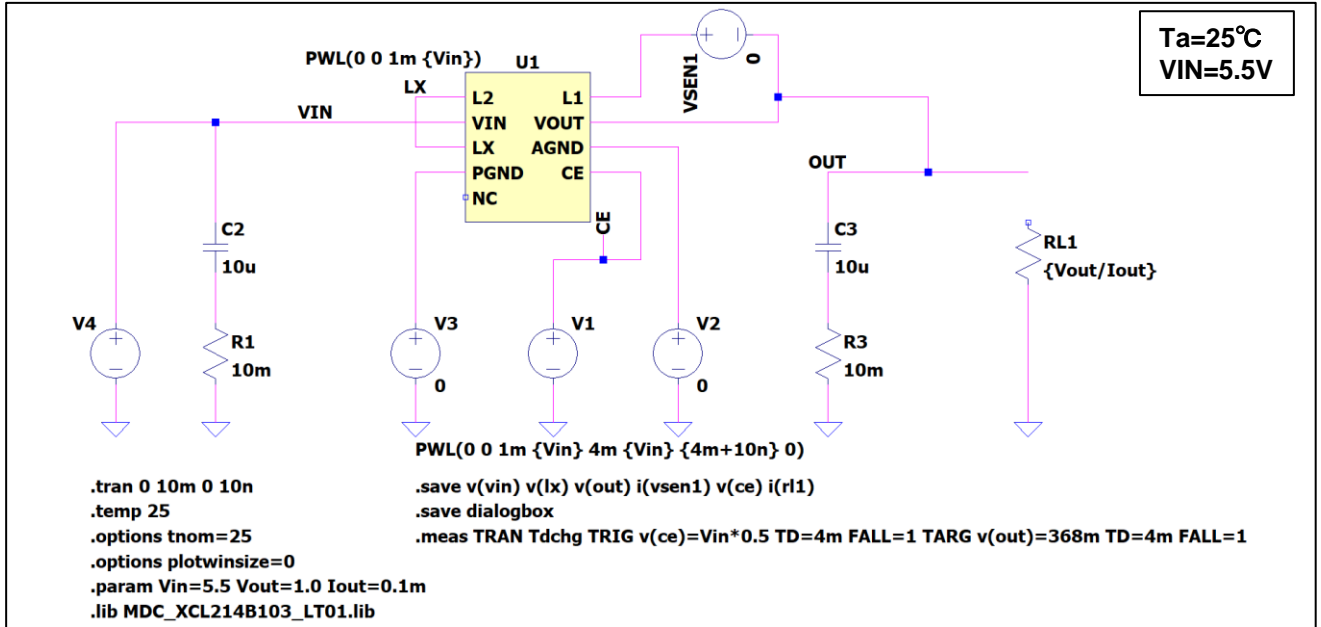 Ta=25℃
VIN=5.5V
PWL(0 0 1m {Vin})
U1
VSEN1
0
LX
L2
L1
VIN
VIN
VOUT
LX
AGND
PGND
CE
NC
CE
OUT
C2
10u
C3
10u
RL1
{Vout/Iout}
V4
R1
10m
V3
0
V1
V2
0
R3
10m
PWL(0 0 1m {Vin} 4m {Vin} {4m+10n} 0)
.tran 0 10m 0 10n
.temp 25
.options tnom=25
.options plotwinsize=0
.param Vin=5.5 Vout=1.0 Iout=0.1m
.lib MDC_XCL214B103_LT01.lib
.save v(vin) v(lx) v(out) i(vsen1) v(ce) i(rl1)
.save dialogbox
.meas TRAN Tdchg TRIG v(ce)=Vin*0.5 TD=4m FALL=1 TARG v(out)=368m TD=4m FALL=1